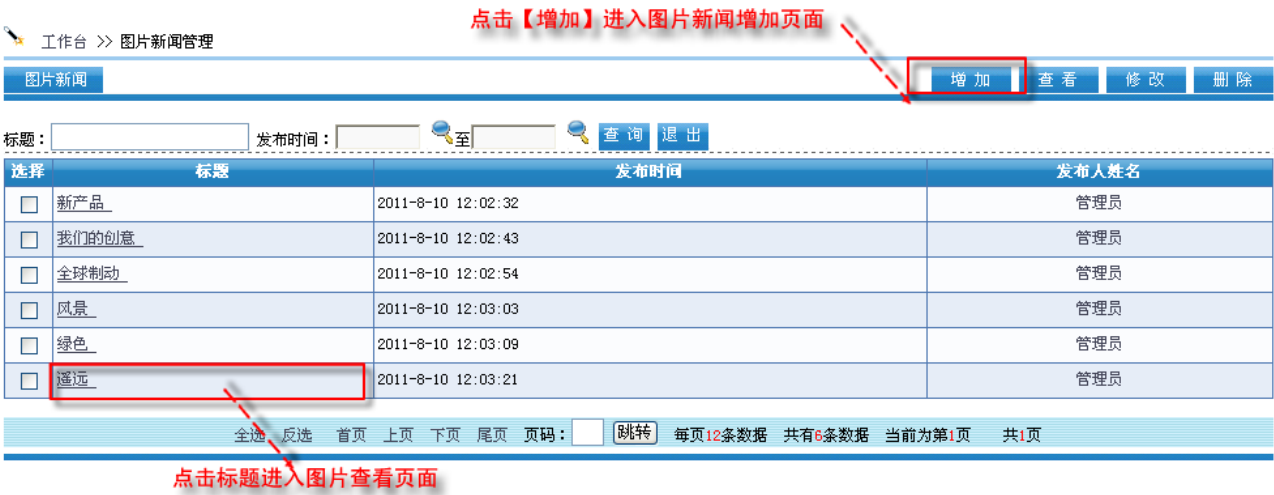 点击【增加】进入图片新闻增加页面
工作台 >> 图片新闻管理
图片新闻 增 加 查 看 修 改 删 除
标题： 发布时间： 至 查 询 退 出
选择 标题 发布时间 发布人姓名
新产品 2011-8-10 12:02:32 管理员
我们的创意 2011-8-10 12:02:43 管理员
全球制动 2011-8-10 12:02:54 管理员
风景 2011-8-10 12:03:03 管理员
绿色 2011-8-10 12:03:09 管理员
遥远 2011-8-10 12:03:21 管理员
全选 反选 首页 上页 下页 尾页 页码： 跳转 每页12条数据 共有6条数据 当前为第1页 共1页
点击标题进入图片查看页面